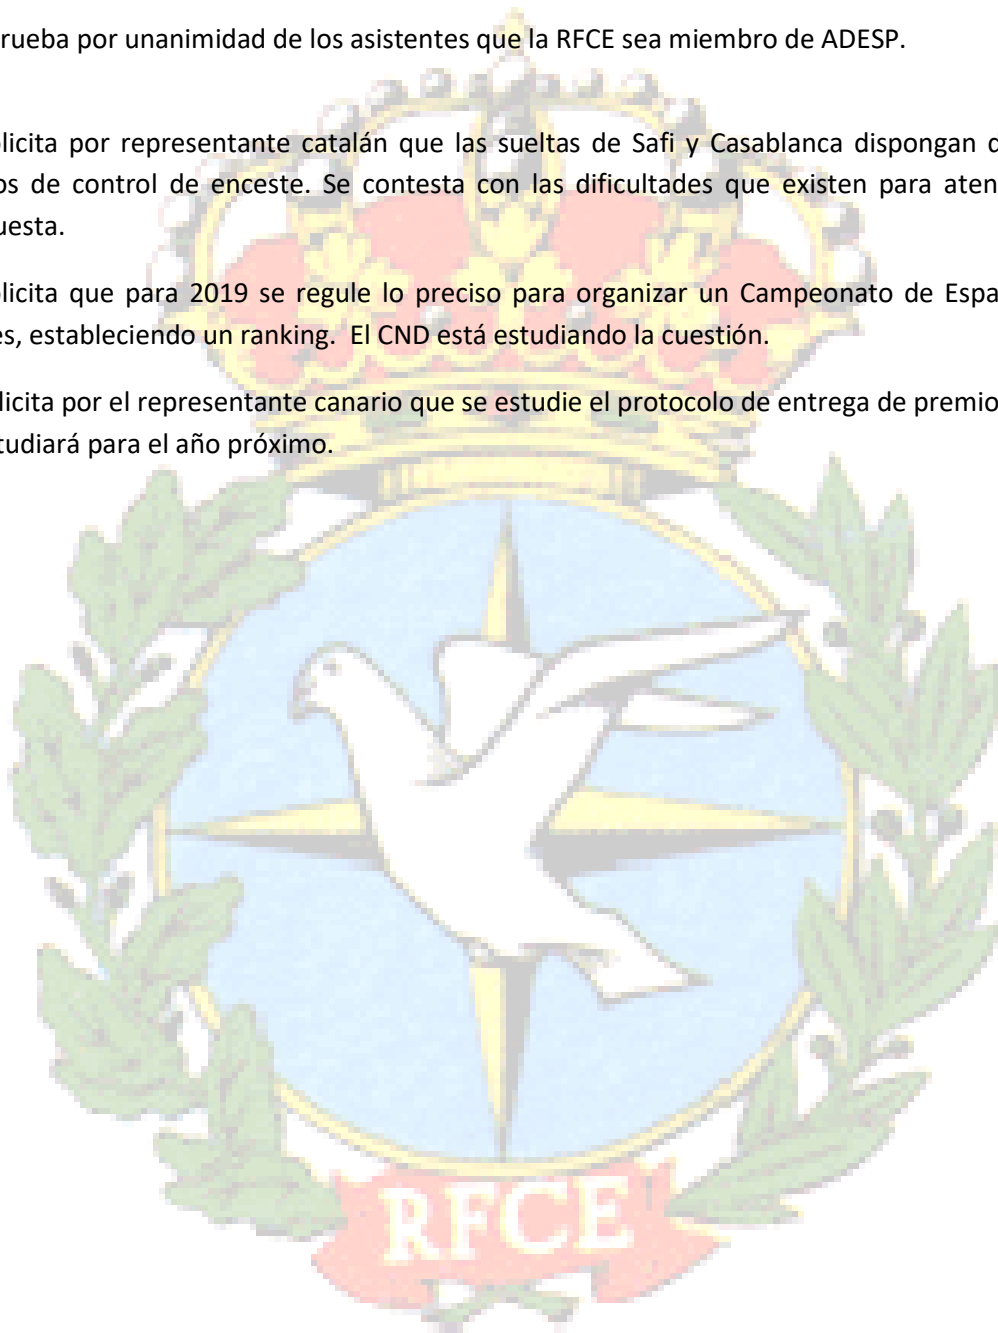 rueba por unanimidad de los asistentes que la RFCE sea miembro de ADESP.
licita por representante catalán que las sueltas de Safi y Casablanca dispongan
os de control de enceste. Se contesta con las dificultades que existen para aten
uesta.
licita que para 2019 se regule lo preciso para organizar un Campeonato de Espa
es, estableciendo un ranking. El CND está estudiando la cuestión.
licita por el representante canario que se estudie el protocolo de entrega de premio
tudiará para el año próximo.
RFCE